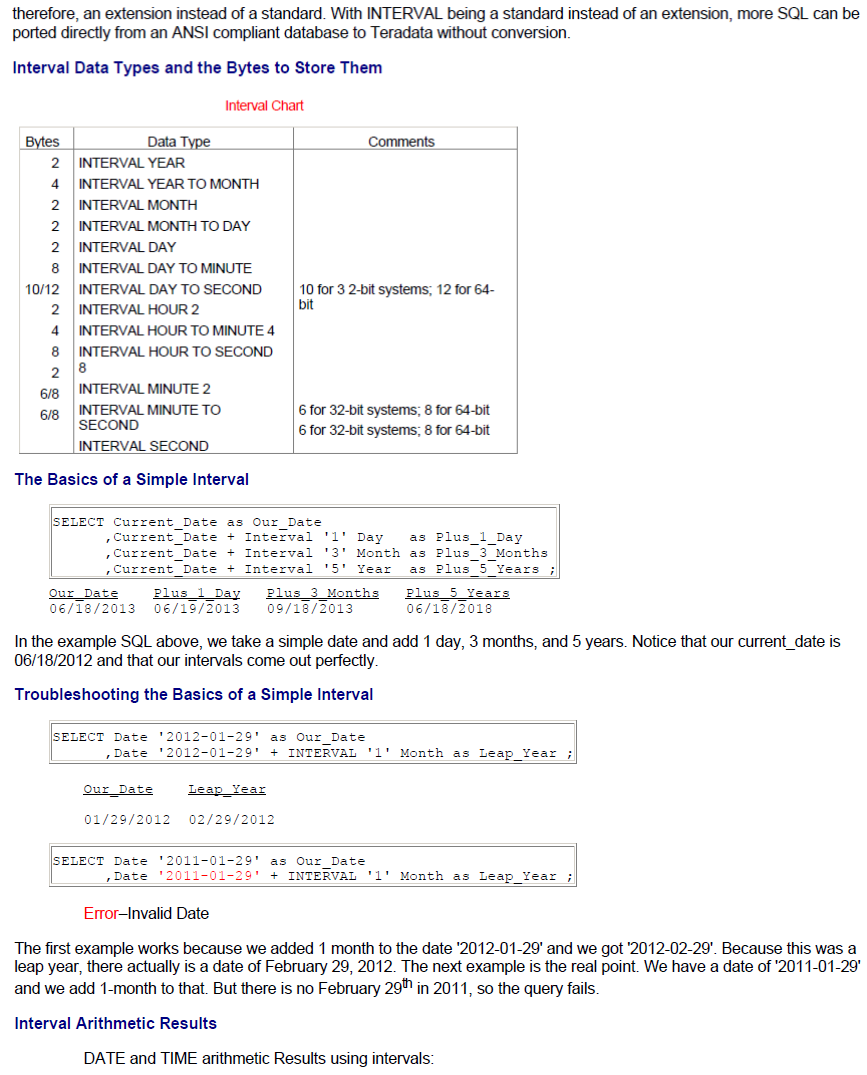 therefore, an extension instead of a standard. With INTERVAL being a standard instead of an extension, more SQL can be
ported directly from an ANSI compliant database to Teradata without conversion.
Interval Data Types and the Bytes to Store Them
Interval Chart
Bytes Data Type Comments
2 INTERVAL YEAR
4 INTERVAL YEAR TO MONTH
2 INTERVAL MONTH
2 INTERVAL MONTH TO DAY
2 INTERVAL DAY
8 INTERVAL DAY TO MINUTE
10/12 INTERVAL DAY TO SECOND 10 for 3 2-bit systems; 12 for 64-
bit
2 INTERVAL HOUR 2
4 INTERVAL HOUR TO MINUTE 4
8 INTERVAL HOUR TO SECOND
2 8
6/8 INTERVAL MINUTE 2
6/8 INTERVAL MINUTE TO 6 for 32-bit systems; 8 for 64-bit
SECOND 6 for 32-bit systems; 8 for 64-bit
INTERVAL SECOND
The Basics of a Simple Interval
SELECT Current_Date as Our_Date
,Current_Date + Interval '1' Day as Plus_1_Day
,Current_Date + Interval '3' Month as Plus_3_Months
,Current_Date + Interval '5' Year as Plus_5_Years ;
Our_Date Plus_1_Day Plus_3_Months Plus_5_Years
06/18/2013 06/19/2013 09/18/2013 06/18/2018
In the example SQL above, we take a simple date and add 1 day, 3 months, and 5 years. Notice that our current_date is
06/18/2012 and that our intervals come out perfectly.
Troubleshooting the Basics of a Simple Interval
SELECT Date '2012-01-29' as Our_Date
,Date '2012-01-29' + INTERVAL '1' Month as Leap_Year ;
Our_Date Leap_Year
01/29/2012 02/29/2012
SELECT Date '2011-01-29' as Our_Date
,Date '2011-01-29' + INTERVAL '1' Month as Leap_Year ;
Error–Invalid Date
The first example works because we added 1 month to the date '2012-01-29' and we got '2012-02-29'. Because this was a
leap year, there actually is a date of February 29, 2012. The next example is the real point. We have a date of '2011-01-29'
and we add 1-month to that. But there is no February 29th in 2011, so the query fails.
Interval Arithmetic Results
DATE and TIME arithmetic Results using intervals: